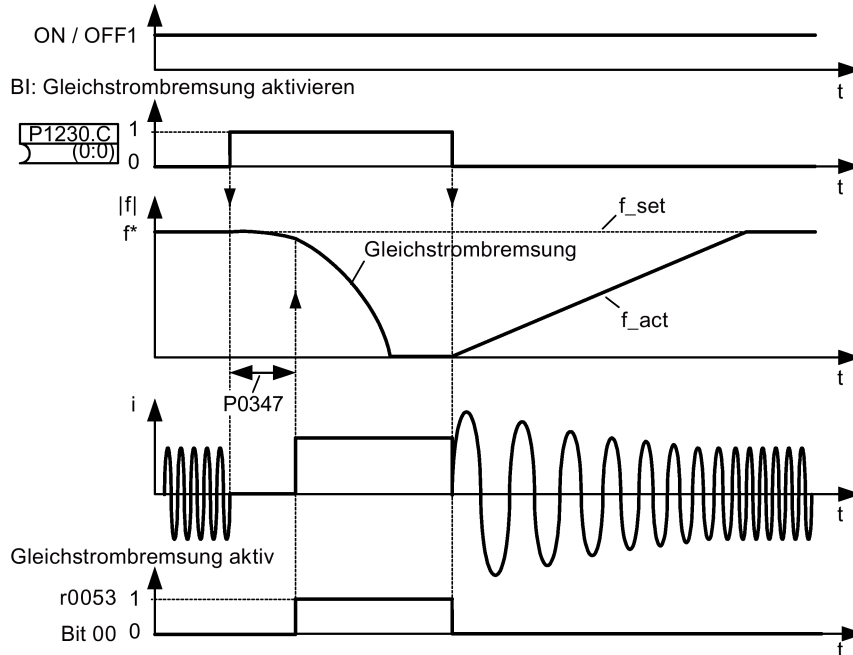 ON / OFF1
t
BI: Gleichstrombremsung aktivieren
P1230.C
(0:0)
1
0
t
|f|
f*
f_set
Gleichstrombremsung
f_act
t
P0347
i
t
Gleichstrombremsung aktiv
r0053 1
Bit 00 0
t